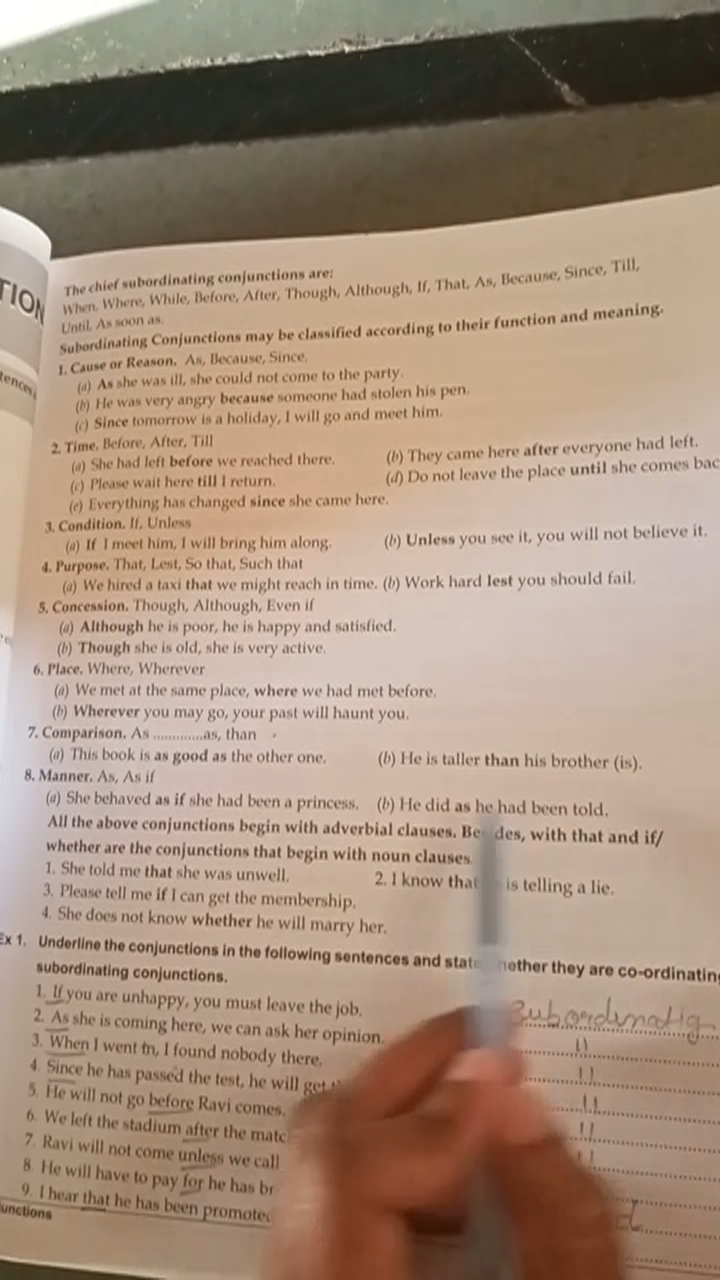 TION
tences,
The chief subordinating conjunctions are:
When, Where, While, Before, After, Though, Although, If, That, As, Because, Since, Till,
Until, As soon as.
Subordinating Conjunctions may be classified according to their function and meaning.
1. Cause or Reason. As, Because, Since.
(a) As she was ill, she could not come to the party.
(b) He was very angry because someone had stolen his pen.
(c) Since tomorrow is a holiday, I will go and meet him.
2. Time. Before, After, Till
(a) She had left before we reached there. (b) They came here after everyone had left.
(c) Please wait here till I return. (d) Do not leave the place until she comes bac
(e) Everything has changed since she came here.
3. Condition. If, Unless
(a) If I meet him, I will bring him along. (b) Unless you see it, you will not believe it.
4. Purpose. That, Lest, So that, Such that
(a) We hired a taxi that we might reach in time. (b) Work hard lest you should fail.
5. Concession. Though, Although, Even if
(a) Although he is poor, he is happy and satisfied.
(b) Though she is old, she is very active.
6. Place. Where, Wherever
(a) We met at the same place, where we had met before.
(b) Wherever you may go, your past will haunt you.
7. Comparison. As .............as, than
(a) This book is as good as the other one. (b) He is taller than his brother (is).
8. Manner. As, As if
(a) She behaved as if she had been a princess. (b) He did as he had been told.
All the above conjunctions begin with adverbial clauses. Be des, with that and if/
whether are the conjunctions that begin with noun clauses
1. She told me that she was unwell. 2. I know that is telling a lie.
3. Please tell me if I can get the membership.
4. She does not know whether he will marry her.
Ex 1. Underline the conjunctions in the following sentences and stat hether they are co-ordinating
subordinating conjunctions.
1. If you are unhappy, you must leave the job. Subordinatig
2. As she is coming here, we can ask her opinion. 11
3. When I went in, I found nobody there. 11
4. Since he has passed the test, he will get 11
5. He will not go before Ravi comes. 11
6. We left the stadium after the matc 11
7. Ravi will not come unless we call
8. He will have to pay for he has br
9. I hear that he has been promoted
unctions